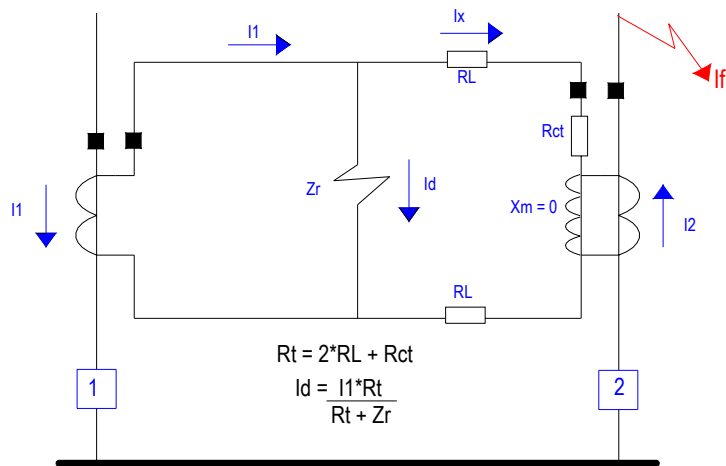 I1
Ix
RL
If
Rct
Zr
Id
Xm = 0
I1
I2
RL
Rt = 2*RL + Rct
Id = I1*Rt
Rt + Zr
1
2